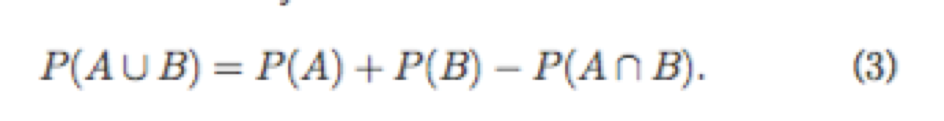 P(A ∪ B) = P(A) + P(B) − P(A ∩ B). (3)